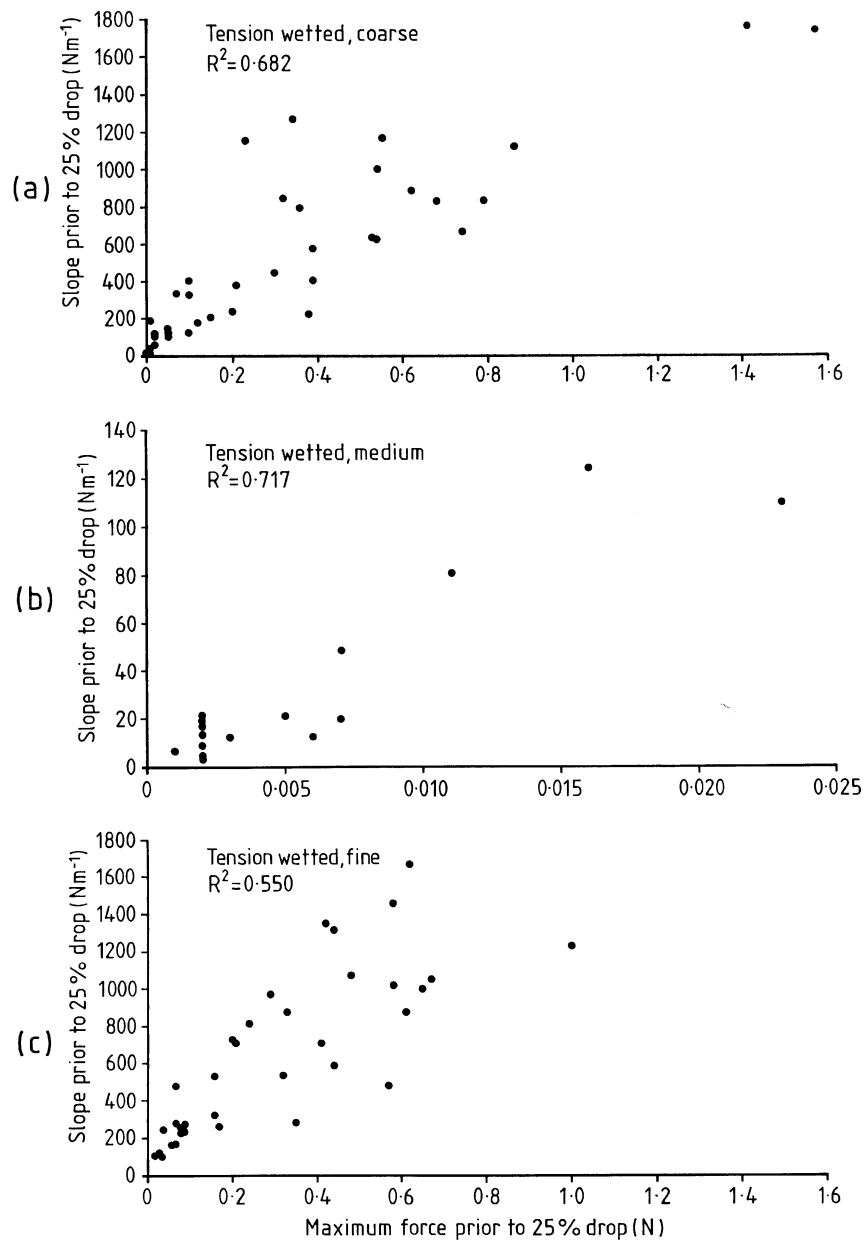 (a)
Slope prior to 25% drop (Nm⁻¹)
Tension wetted, coarse
R²=0·682
1800
1600
1400
1200
1000
800
600
400
200
0
0 0·2 0·4 0·6 0·8 1·0 1·2 1·4 1·6
(b)
Slope prior to 25% drop (Nm⁻¹)
Tension wetted, medium
R²=0·717
140
120
100
80
60
40
20
0
0 0·005 0·010 0·015 0·020 0·025
(c)
Slope prior to 25% drop (Nm⁻¹)
Tension wetted, fine
R²=0·550
1800
1600
1400
1200
1000
800
600
400
200
0
0 0·2 0·4 0·6 0·8 1·0 1·2 1·4 1·6
Maximum force prior to 25% drop (N)